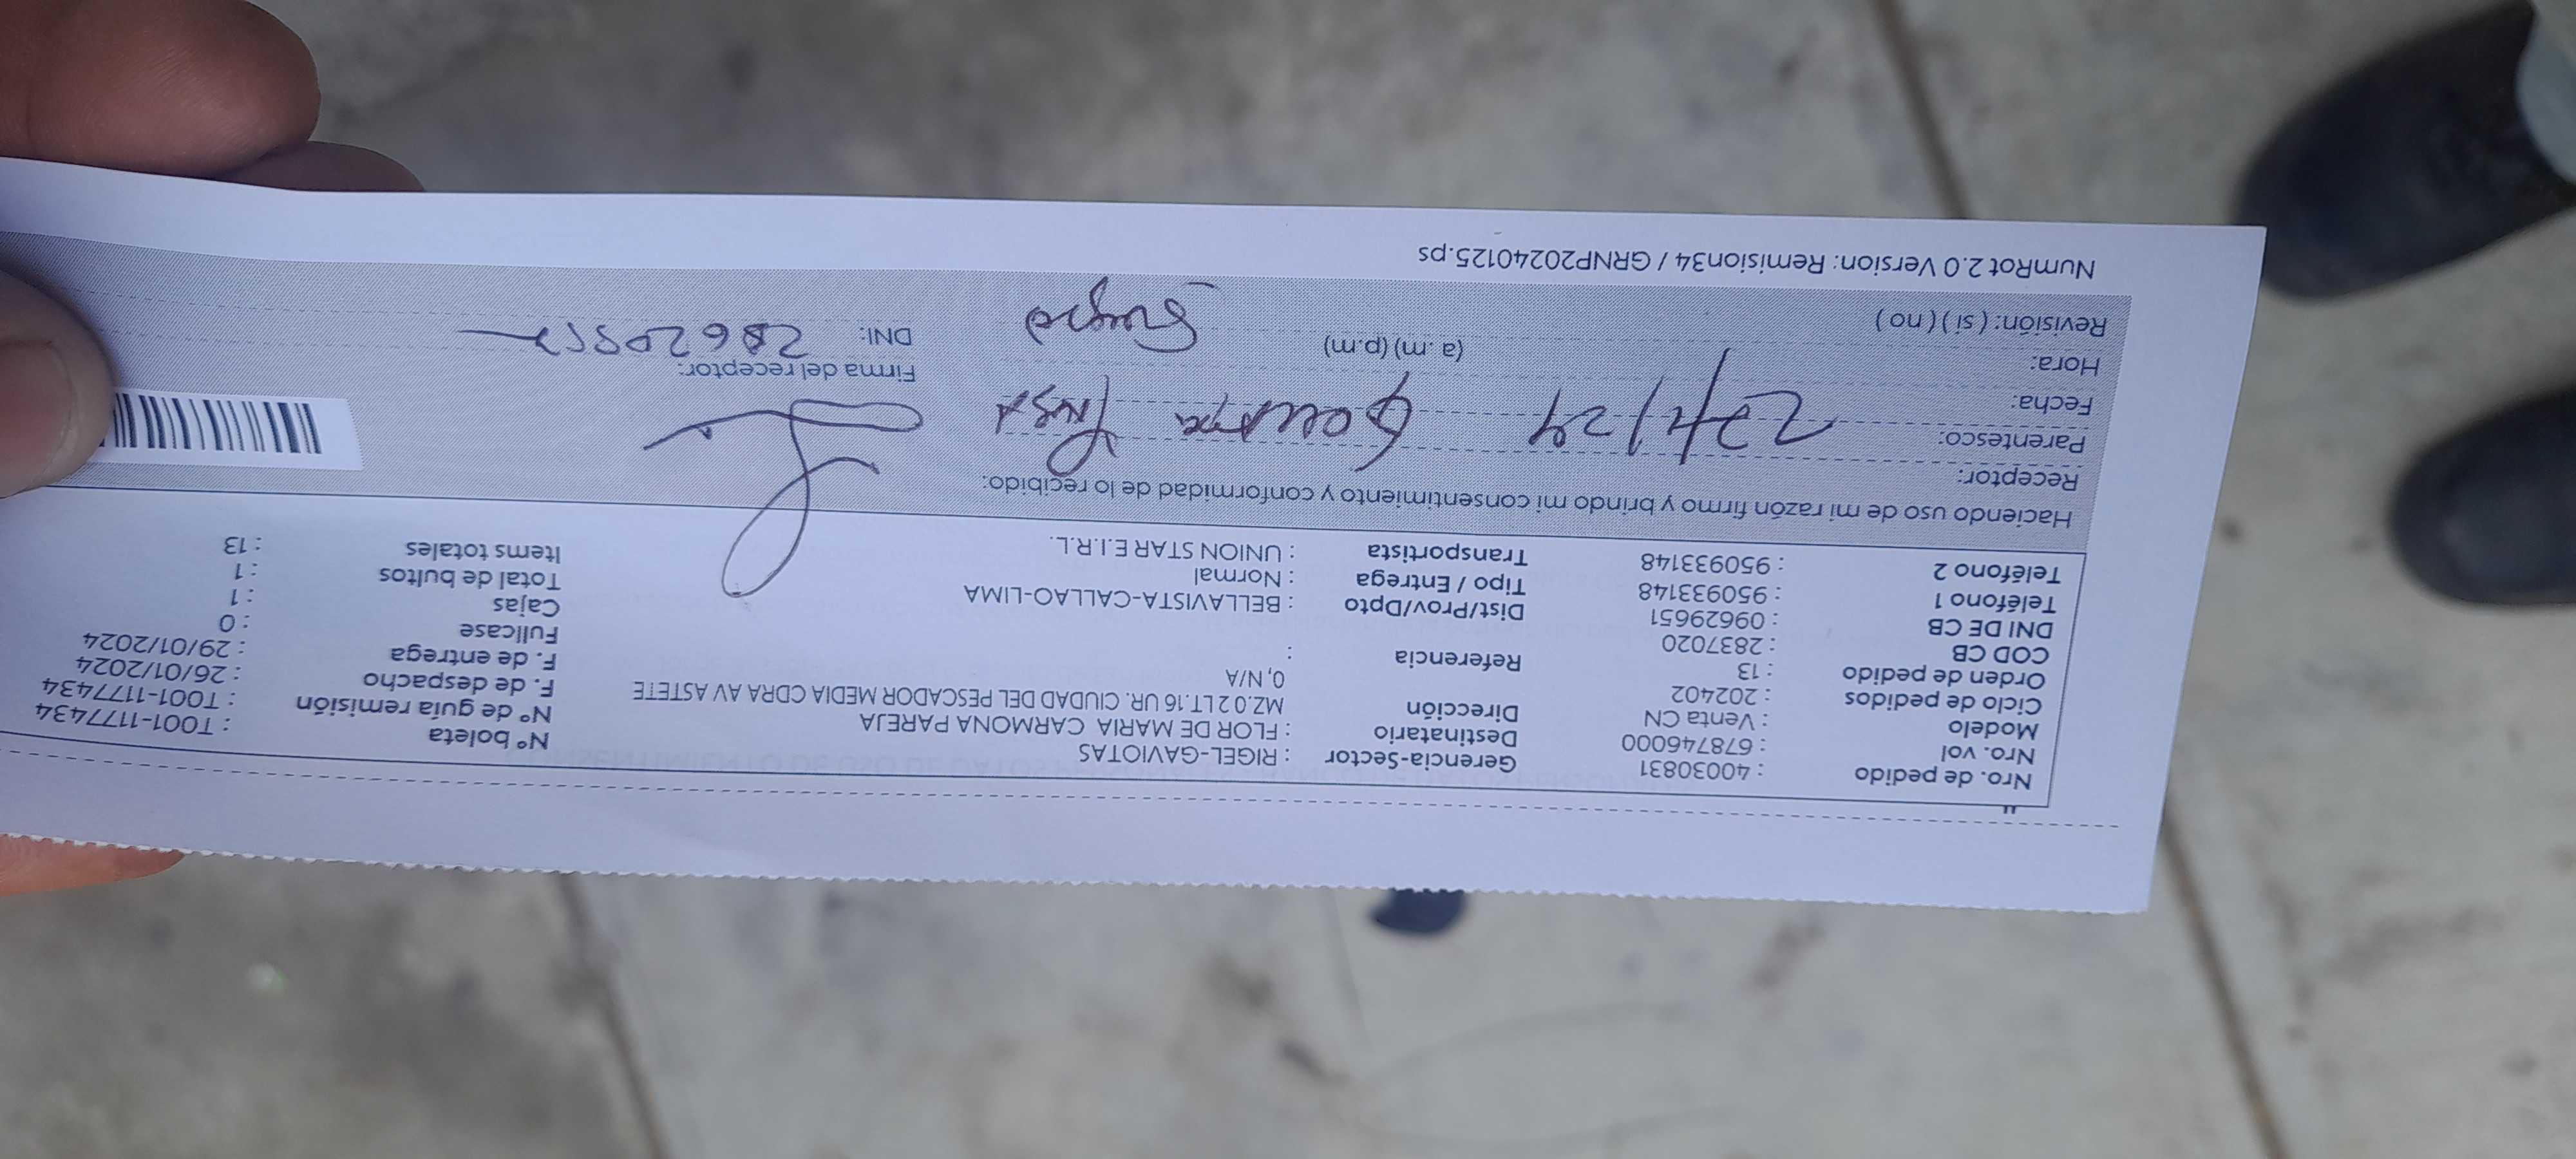 Nro. de pedido : 40030831 Gerencia-Sector : RIGEL-GAVIOTAS Nº boleta : T001-1177434
Nro. vol : 678746000 Destinatario : FLOR DE MARIA CARMONA PAREJA Nº de guía remisión : T001-1177434
Modelo : Venta CN Dirección MZ.0 2 LT.16 UR. CIUDAD DEL PESCADOR MEDIA CDRA AV ASTETE F. de despacho : 26/01/2024
Ciclo de pedidos : 202402 0, N/A F. de entrega : 29/01/2024
Orden de pedido : 13 Referencia : Fullcase : 0
COD CB : 2837020 Cajas : 1
DNI DE CB : 09629651 Dist/Prov/Dpto : BELLAVISTA-CALLAO-LIMA Total de bultos : 1
Teléfono 1 : 950933148 Tipo / Entrega : Normal Items totales : 13
Teléfono 2 : 950933148 Transportista : UNION STAR E.I.R.L.
Haciendo uso de mi razón firmo y brindo mi consentimiento y conformidad de lo recibido:
Receptor:
Parentesco:
Fecha: 27/1/24
Hora: (a .m) (p.m) Firma del receptor:
Revisión: ( si ) ( no ) DNI:
NumRot 2.0 Version: Remision34 / GRNP20240125.ps